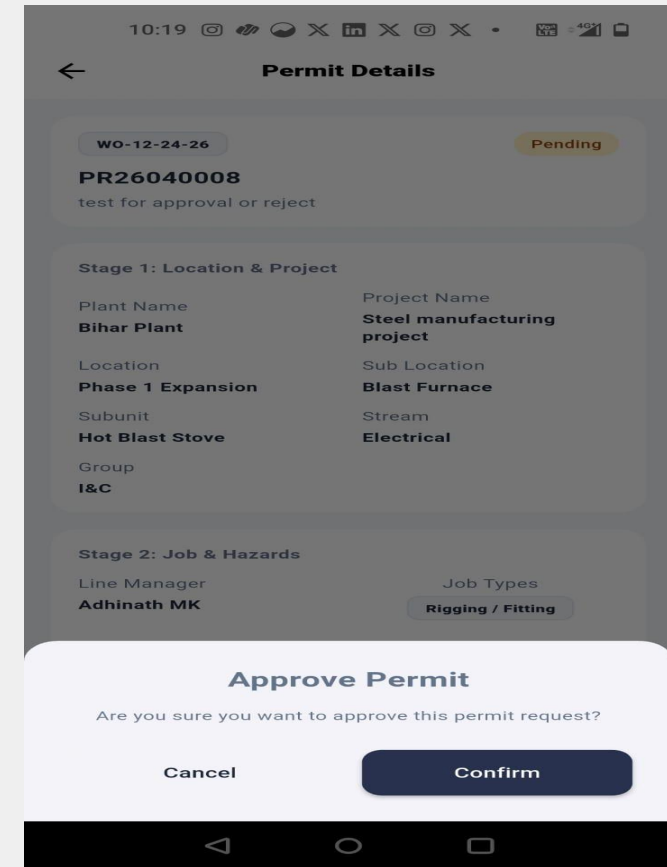 10:19
4G+
Permit Details
WO-12-24-26
Pending
PR26040008
test for approval or reject
Stage 1: Location & Project
Plant Name
Bihar Plant
Project Name
Steel manufacturing
project
Location
Phase 1 Expansion
Sub Location
Blast Furnace
Subunit
Hot Blast Stove
Stream
Electrical
Group
I&C
Stage 2: Job & Hazards
Line Manager
Adhinath MK
Job Types
Rigging / Fitting
Approve Permit
Are you sure you want to approve this permit request?
Cancel
Confirm